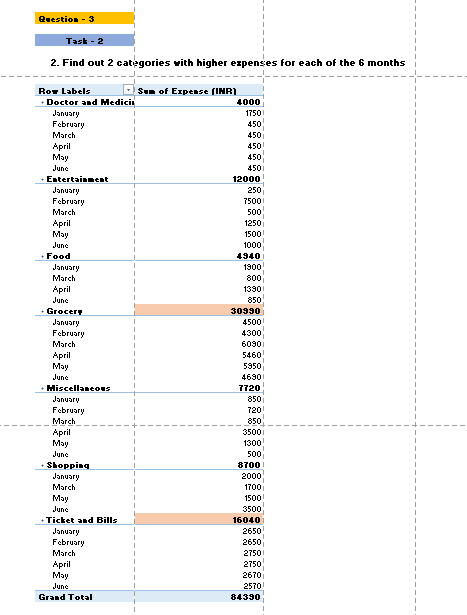 Question - 3
Task - 2
2. Find out 2 categories with higher expenses for each of the 6 months
Row Labels Sum of Expense (INR)
Doctor and Medicin 4000
January 1750
February 450
March 450
April 450
May 450
June 450
Entertainment 12000
January 250
February 7500
March 500
April 1250
May 1500
June 1000
Food 4940
January 1900
March 800
April 1390
June 850
Grocery 30990
January 4500
February 4300
March 6090
April 5460
May 5950
June 4690
Miscellaneous 7720
January 850
February 720
March 850
April 3500
May 1300
June 500
Shopping 8700
January 2000
March 1700
May 1500
June 3500
Ticket and Bills 16040
January 2650
February 2650
March 2750
April 2750
May 2670
June 2570
Grand Total 84390